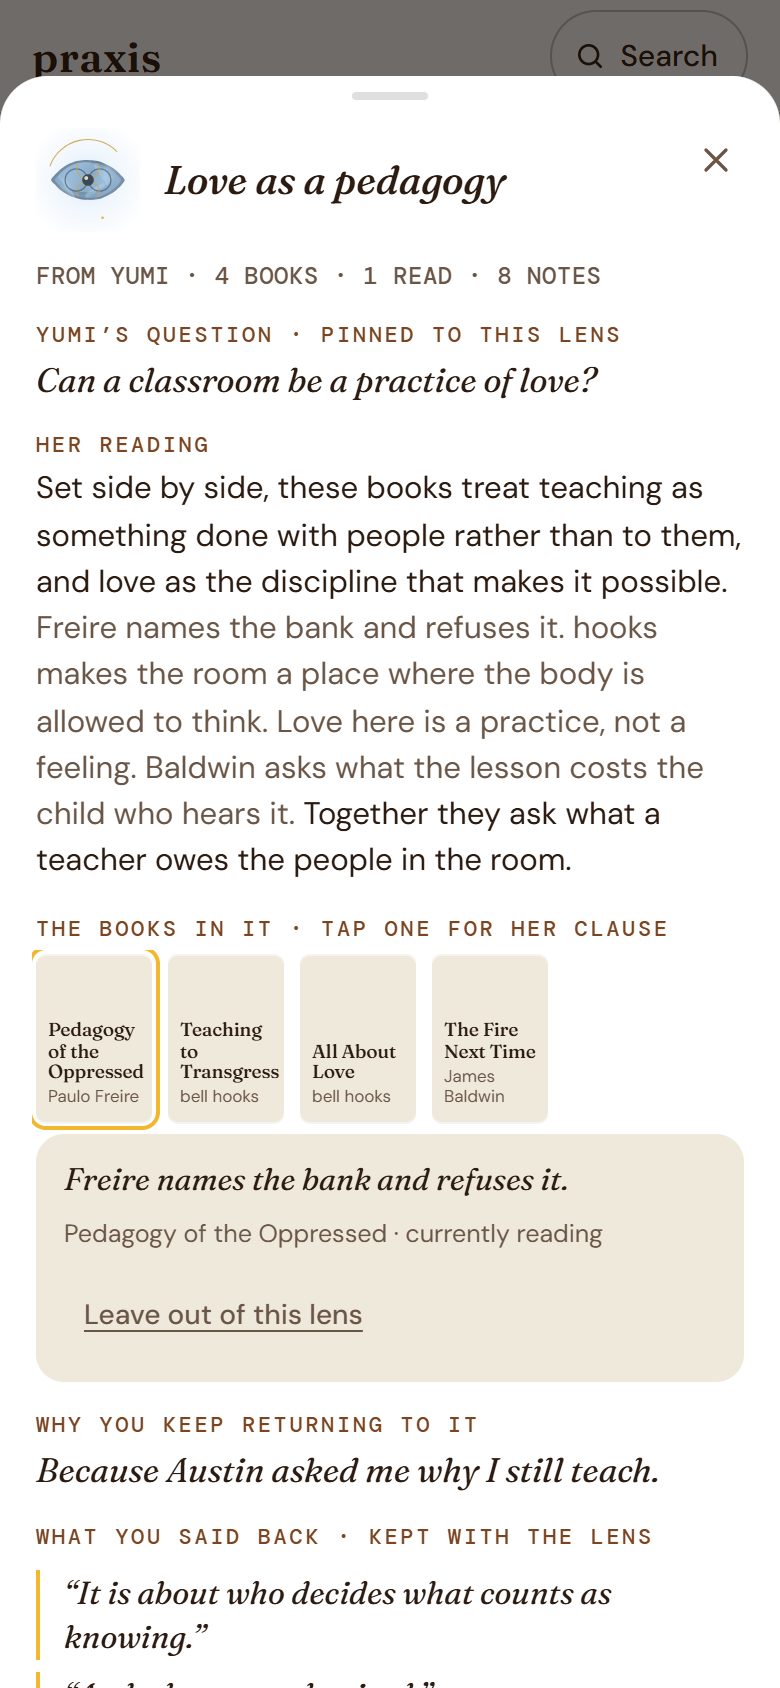 praxis
Search
Love as a pedagogy
FROM YUMI · 4 BOOKS · 1 READ · 8 NOTES
YUMI’S QUESTION · PINNED TO THIS LENS
Can a classroom be a practice of love?
HER READING
Set side by side, these books treat teaching as
something done with people rather than to them,
and love as the discipline that makes it possible.
Freire names the bank and refuses it. hooks
makes the room a place where the body is
allowed to think. Love here is a practice, not a
feeling. Baldwin asks what the lesson costs the
child who hears it. Together they ask what a
teacher owes the people in the room.
THE BOOKS IN IT · TAP ONE FOR HER CLAUSE
Pedagogy
of the
Oppressed
Paulo Freire
Teaching
to
Transgress
bell hooks
All About
Love
bell hooks
The Fire
Next Time
James
Baldwin
Freire names the bank and refuses it.
Pedagogy of the Oppressed · currently reading
Leave out of this lens
WHY YOU KEEP RETURNING TO IT
Because Austin asked me why I still teach.
WHAT YOU SAID BACK · KEPT WITH THE LENS
“It is about who decides what counts as
knowing.”